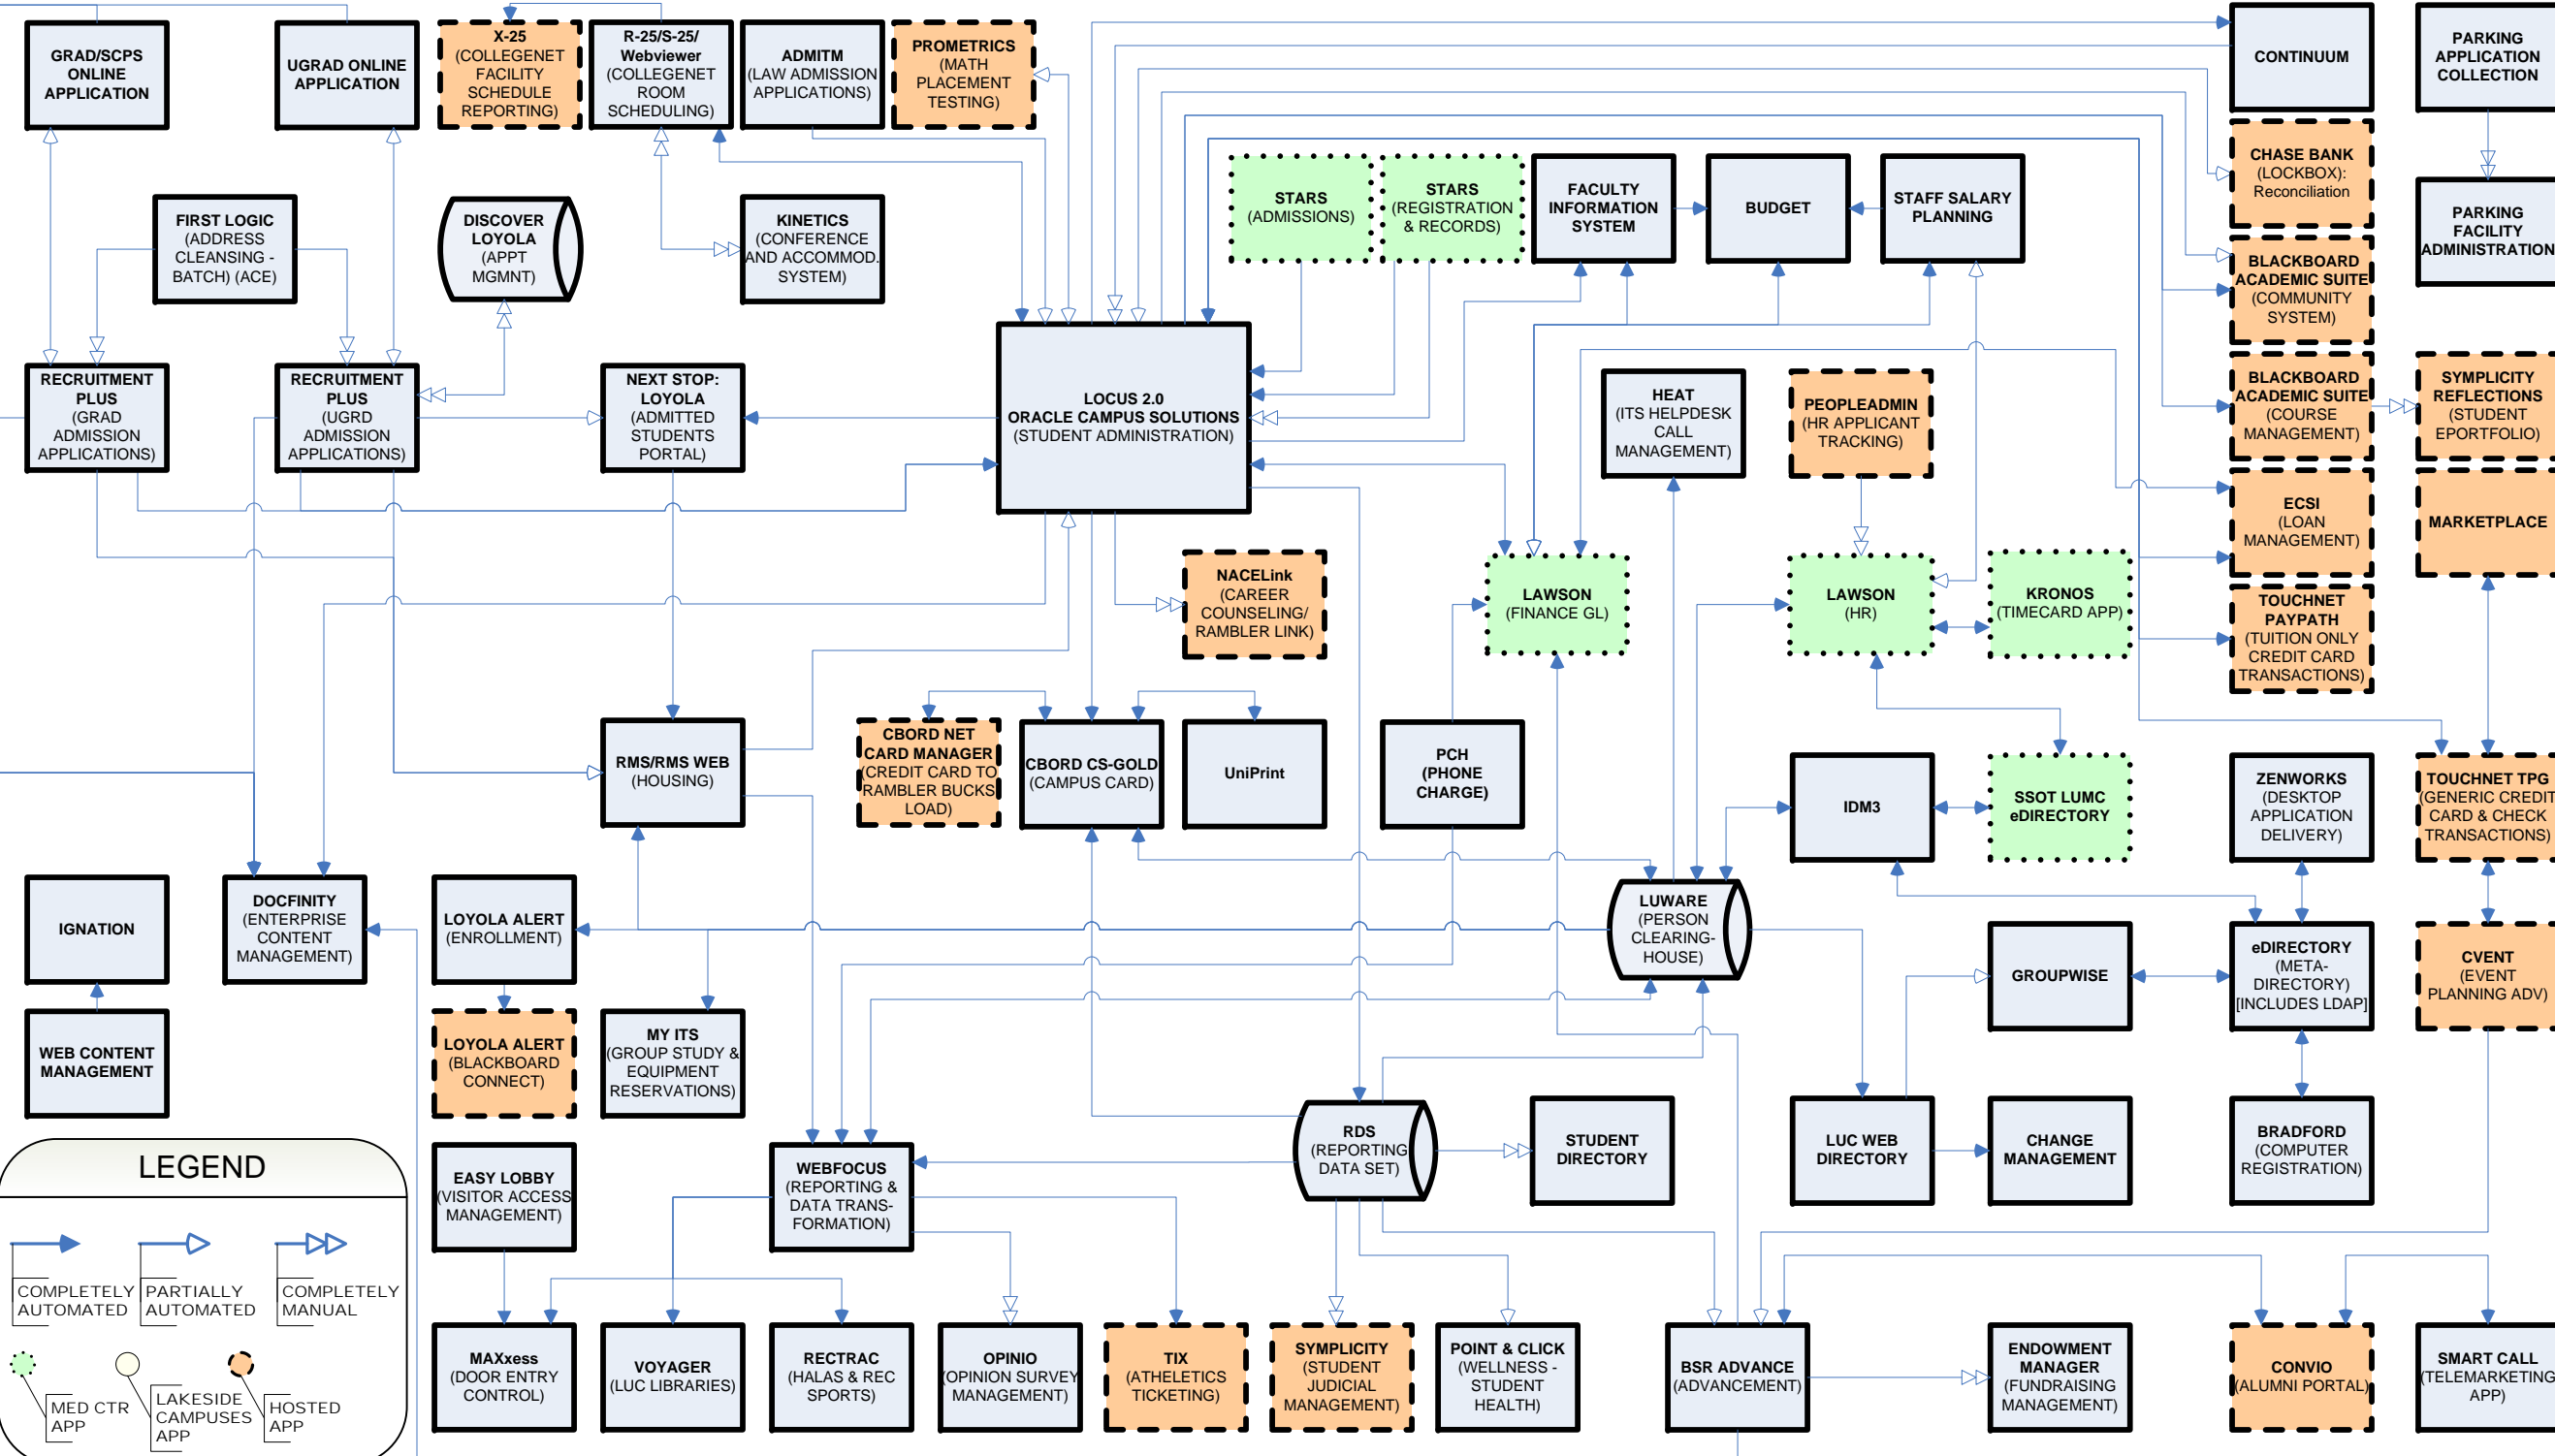 GRAD/SCPS
ONLINE
APPLICATION
UGRAD ONLINE
APPLICATION
X-25
(COLLEGENET
FACILITY
SCHEDULE
REPORTING)
R-25/S-25/
Webviewer
(COLLEGENET
ROOM
SCHEDULING)
ADMITM
(LAW ADMISSION
APPLICATIONS)
PROMETRICS
(MATH
PLACEMENT
TESTING)
CONTINUUM
PARKING
APPLICATION
COLLECTION
CHASE BANK
(LOCKBOX):
Reconciliation
FIRST LOGIC
(ADDRESS
CLEANSING -
BATCH) (ACE)
DISCOVER
LOYOLA
(APPT
MGMNT)
KINETICS
(CONFERENCE
AND ACCOMMOD.
SYSTEM)
STARS
(ADMISSIONS)
STARS
(REGISTRATION
& RECORDS)
FACULTY
INFORMATION
SYSTEM
BUDGET
STAFF SALARY
PLANNING
PARKING
FACILITY
ADMINISTRATION
BLACKBOARD
ACADEMIC SUITE
(COMMUNITY
SYSTEM)
RECRUITMENT
PLUS
(GRAD
ADMISSION
APPLICATIONS)
RECRUITMENT
PLUS
(UGRD
ADMISSION
APPLICATIONS)
NEXT STOP:
LOYOLA
(ADMITTED
STUDENTS
PORTAL)
LOCUS 2.0
ORACLE CAMPUS SOLUTIONS
(STUDENT ADMINISTRATION)
HEAT
(ITS HELPDESK
CALL
MANAGEMENT)
PEOPLEADMIN
(HR APPLICANT
TRACKING)
BLACKBOARD
ACADEMIC SUITE
(COURSE
MANAGEMENT)
SYMPLICITY
REFLECTIONS
(STUDENT
EPORTFOLIO)
ECSI
(LOAN
MANAGEMENT)
MARKETPLACE
NACELink
(CAREER
COUNSELING/
RAMBLER LINK)
LAWSON
(FINANCE GL)
LAWSON
(HR)
KRONOS
(TIMECARD APP)
TOUCHNET
PAYPATH
(TUITION ONLY
CREDIT CARD
TRANSACTIONS)
RMS/RMS WEB
(HOUSING)
CBORD NET
CARD MANAGER
(CREDIT CARD TO
RAMBLER BUCKS
LOAD)
CBORD CS-GOLD
(CAMPUS CARD)
UniPrint
PCH
(PHONE
CHARGE)
IDM3
SSOT LUMC
eDIRECTORY
ZENWORKS
(DESKTOP
APPLICATION
DELIVERY)
TOUCHNET TPG
(GENERIC CREDIT
CARD & CHECK
TRANSACTIONS)
IGNATION
DOCFINITY
(ENTERPRISE
CONTENT
MANAGEMENT)
LOYOLA ALERT
(ENROLLMENT)
LUWARE
(PERSON
CLEARING-
HOUSE)
GROUPWISE
eDIRECTORY
(META-
DIRECTORY)
[INCLUDES LDAP]
CVENT
(EVENT
PLANNING ADV)
WEB CONTENT
MANAGEMENT
LOYOLA ALERT
(BLACKBOARD
CONNECT)
MY ITS
(GROUP STUDY &
EQUIPMENT
RESERVATIONS)
EASY LOBBY
(VISITOR ACCESS
MANAGEMENT)
WEBFOCUS
(REPORTING &
DATA TRANS-
FORMATION)
RDS
(REPORTING
DATA SET)
STUDENT
DIRECTORY
LUC WEB
DIRECTORY
CHANGE
MANAGEMENT
BRADFORD
(COMPUTER
REGISTRATION)
LEGEND
COMPLETELY
AUTOMATED
PARTIALLY
AUTOMATED
COMPLETELY
MANUAL
MED CTR
APP
LAKESIDE
CAMPUSES
APP
HOSTED
APP
MAXxess
(DOOR ENTRY
CONTROL)
VOYAGER
(LUC LIBRARIES)
RECTRAC
(HALAS & REC
SPORTS)
OPINIO
(OPINION SURVEY
MANAGEMENT)
TIX
(ATHELETICS
TICKETING)
SYMPLICITY
(STUDENT
JUDICIAL
MANAGEMENT)
POINT & CLICK
(WELLNESS -
STUDENT
HEALTH)
BSR ADVANCE
(ADVANCEMENT)
ENDOWMENT
MANAGER
(FUNDRAISING
MANAGEMENT)
CONVIO
(ALUMNI PORTAL)
SMART CALL
(TELEMARKETING
APP)